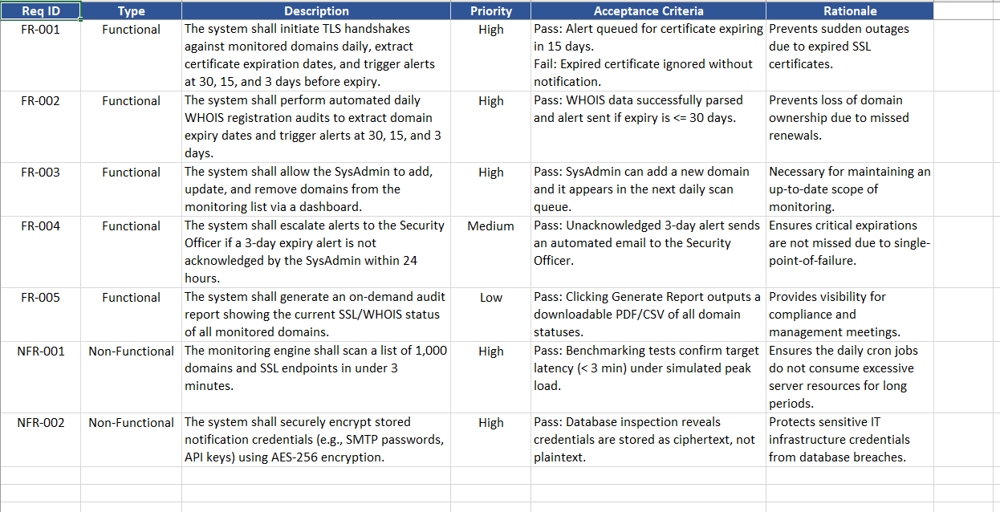 Req ID Type Description Priority Acceptance Criteria Rationale
FR-001 Functional The system shall initiate TLS handshakes High Pass: Alert queued for certificate expiring Prevents sudden outages
against monitored domains daily, extract in 15 days. due to expired SSL
certificate expiration dates, and trigger alerts Fail: Expired certificate ignored without certificates.
at 30, 15, and 3 days before expiry. notification.
FR-002 Functional The system shall perform automated daily High Pass: WHOIS data successfully parsed Prevents loss of domain
WHOIS registration audits to extract domain and alert sent if expiry is <= 30 days. ownership due to missed
expiry dates and trigger alerts at 30, 15, and 3 renewals.
days.
FR-003 Functional The system shall allow the SysAdmin to add, High Pass: SysAdmin can add a new domain Necessary for maintaining an
update, and remove domains from the and it appears in the next daily scan up-to-date scope of
monitoring list via a dashboard. queue. monitoring.
FR-004 Functional The system shall escalate alerts to the Security Medium Pass: Unacknowledged 3-day alert sends Ensures critical expirations
Officer if a 3-day expiry alert is not an automated email to the Security are not missed due to single-
acknowledged by the SysAdmin within 24 Officer. point-of-failure.
hours.
FR-005 Functional The system shall generate an on-demand audit Low Pass: Clicking Generate Report outputs a Provides visibility for
report showing the current SSL/WHOIS status downloadable PDF/CSV of all domain compliance and
of all monitored domains. statuses. management meetings.
NFR-001 Non-Functional The monitoring engine shall scan a list of 1,000 High Pass: Benchmarking tests confirm target Ensures the daily cron jobs
domains and SSL endpoints in under 3 latency (< 3 min) under simulated peak do not consume excessive
minutes. load. server resources for long
periods.
NFR-002 Non-Functional The system shall securely encrypt stored High Pass: Database inspection reveals Protects sensitive IT
notification credentials (e.g., SMTP passwords, credentials are stored as ciphertext, not infrastructure credentials
API keys) using AES-256 encryption. plaintext. from database breaches.